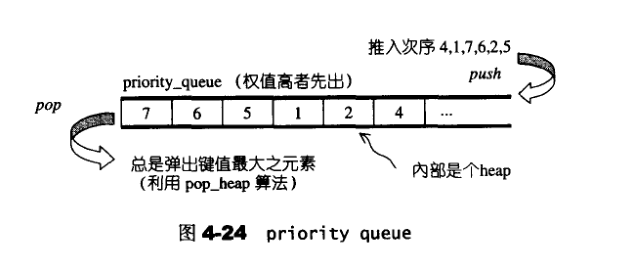 推入次序 4,1,7,6,2,5
priority_queue （权值高者先出） push
pop
7 6 5 1 2 4 ...
总是弹出键值最大之元素
（利用 pop_heap 算法）
内部是个heap
图 4-24 priority queue